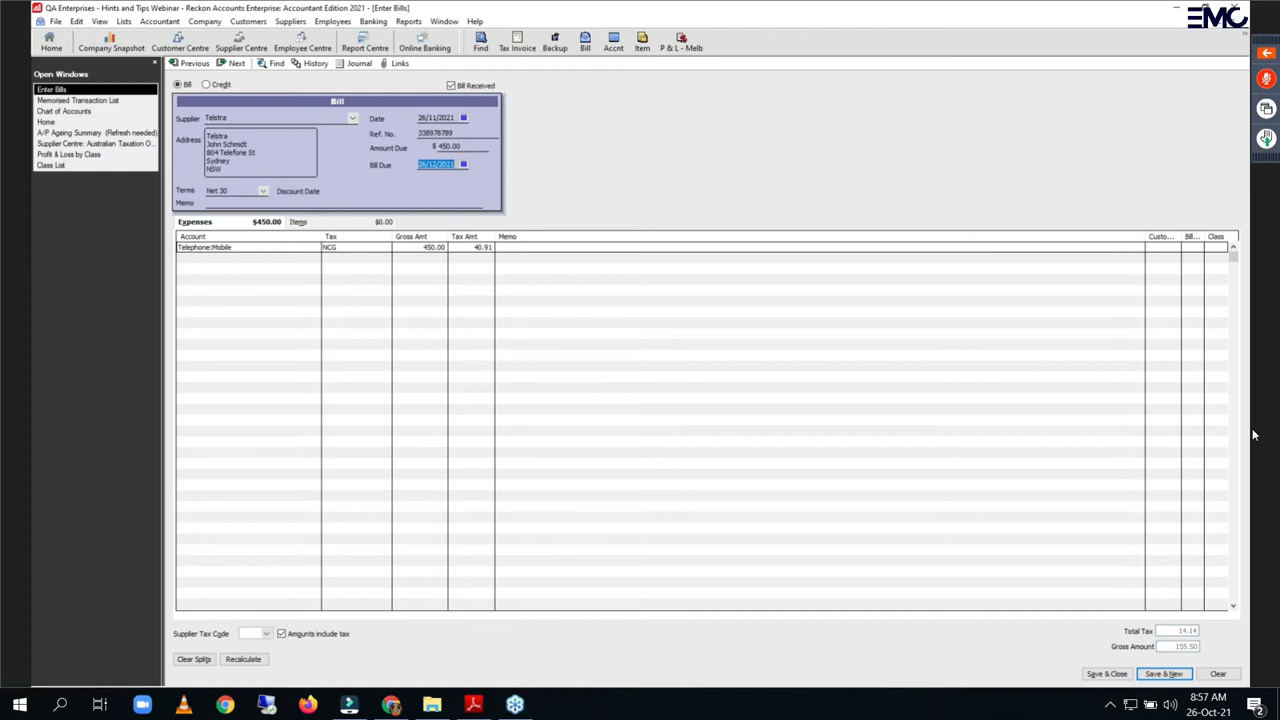 QA Enterprises - Hints and Tips Webinar - Reckon Accounts Enterprise: Accountant Edition 2021 - [Enter Bills]
EMC
File Edit View Lists Accountant Company Customers Suppliers Employees Banking Reports Window Help
Home Company Snapshot Customer Centre Supplier Centre Employee Centre Report Centre Online Banking Find Tax Invoice Backup Bill Accnt Item P & L - Melb
Previous Next Find History Journal Links
Open Windows
Enter Bills
Memorised Transaction List
Chart of Accounts
Home
A/P Ageing Summary (Refresh needed)
Supplier Centre: Australian Taxation O...
Profit & Loss by Class
Class List
Bill Credit Bill Received
Bill
Supplier Telstra Date 26/11/2021
Address Telstra
John Schmidt
804 Telefone St
Sydney
NSW
Ref. No. 338978789
Amount Due $ 450.00
Bill Due 26/12/2021
Terms Net 30 Discount Date
Memo
Expenses $450.00 Items $0.00
Account Tax Gross Amt Tax Amt Memo Custo... Bill... Class
Telephone:Mobile NCG 450.00 40.91
Supplier Tax Code Amounts include tax
Total Tax 14.14
Gross Amount 155.50
Clear Splits Recalculate
Save & Close Save & New Clear
8:57 AM
26-Oct-21
2